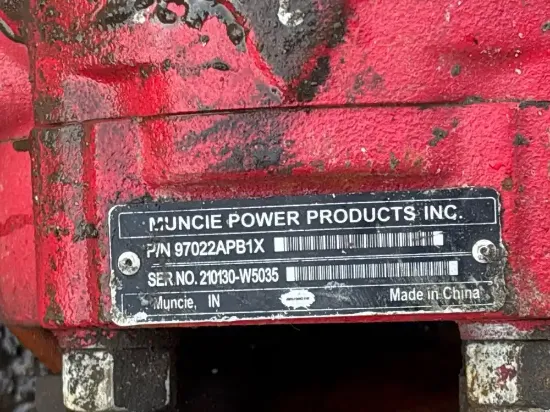 MUNCIE POWER PRODUCTS INC.
P/N 97022APB1X
SER NO. 210130-W5035
Muncie, IN Made in China